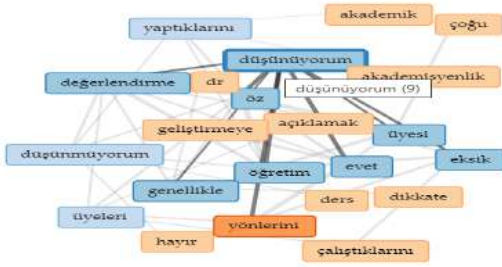 akademik
çoğu
yaptıklarını
düşünüyorum
değerlendirme
dr
akademisyenlik
öz
düşünüyorum (9)
geliştirmeye
açıklamak
üyesi
düşünmüyorum
öğretim
evet
eksik
genellikle
ders
dikkate
üyeleri
yönlerini
hayır
çalıştıklarını